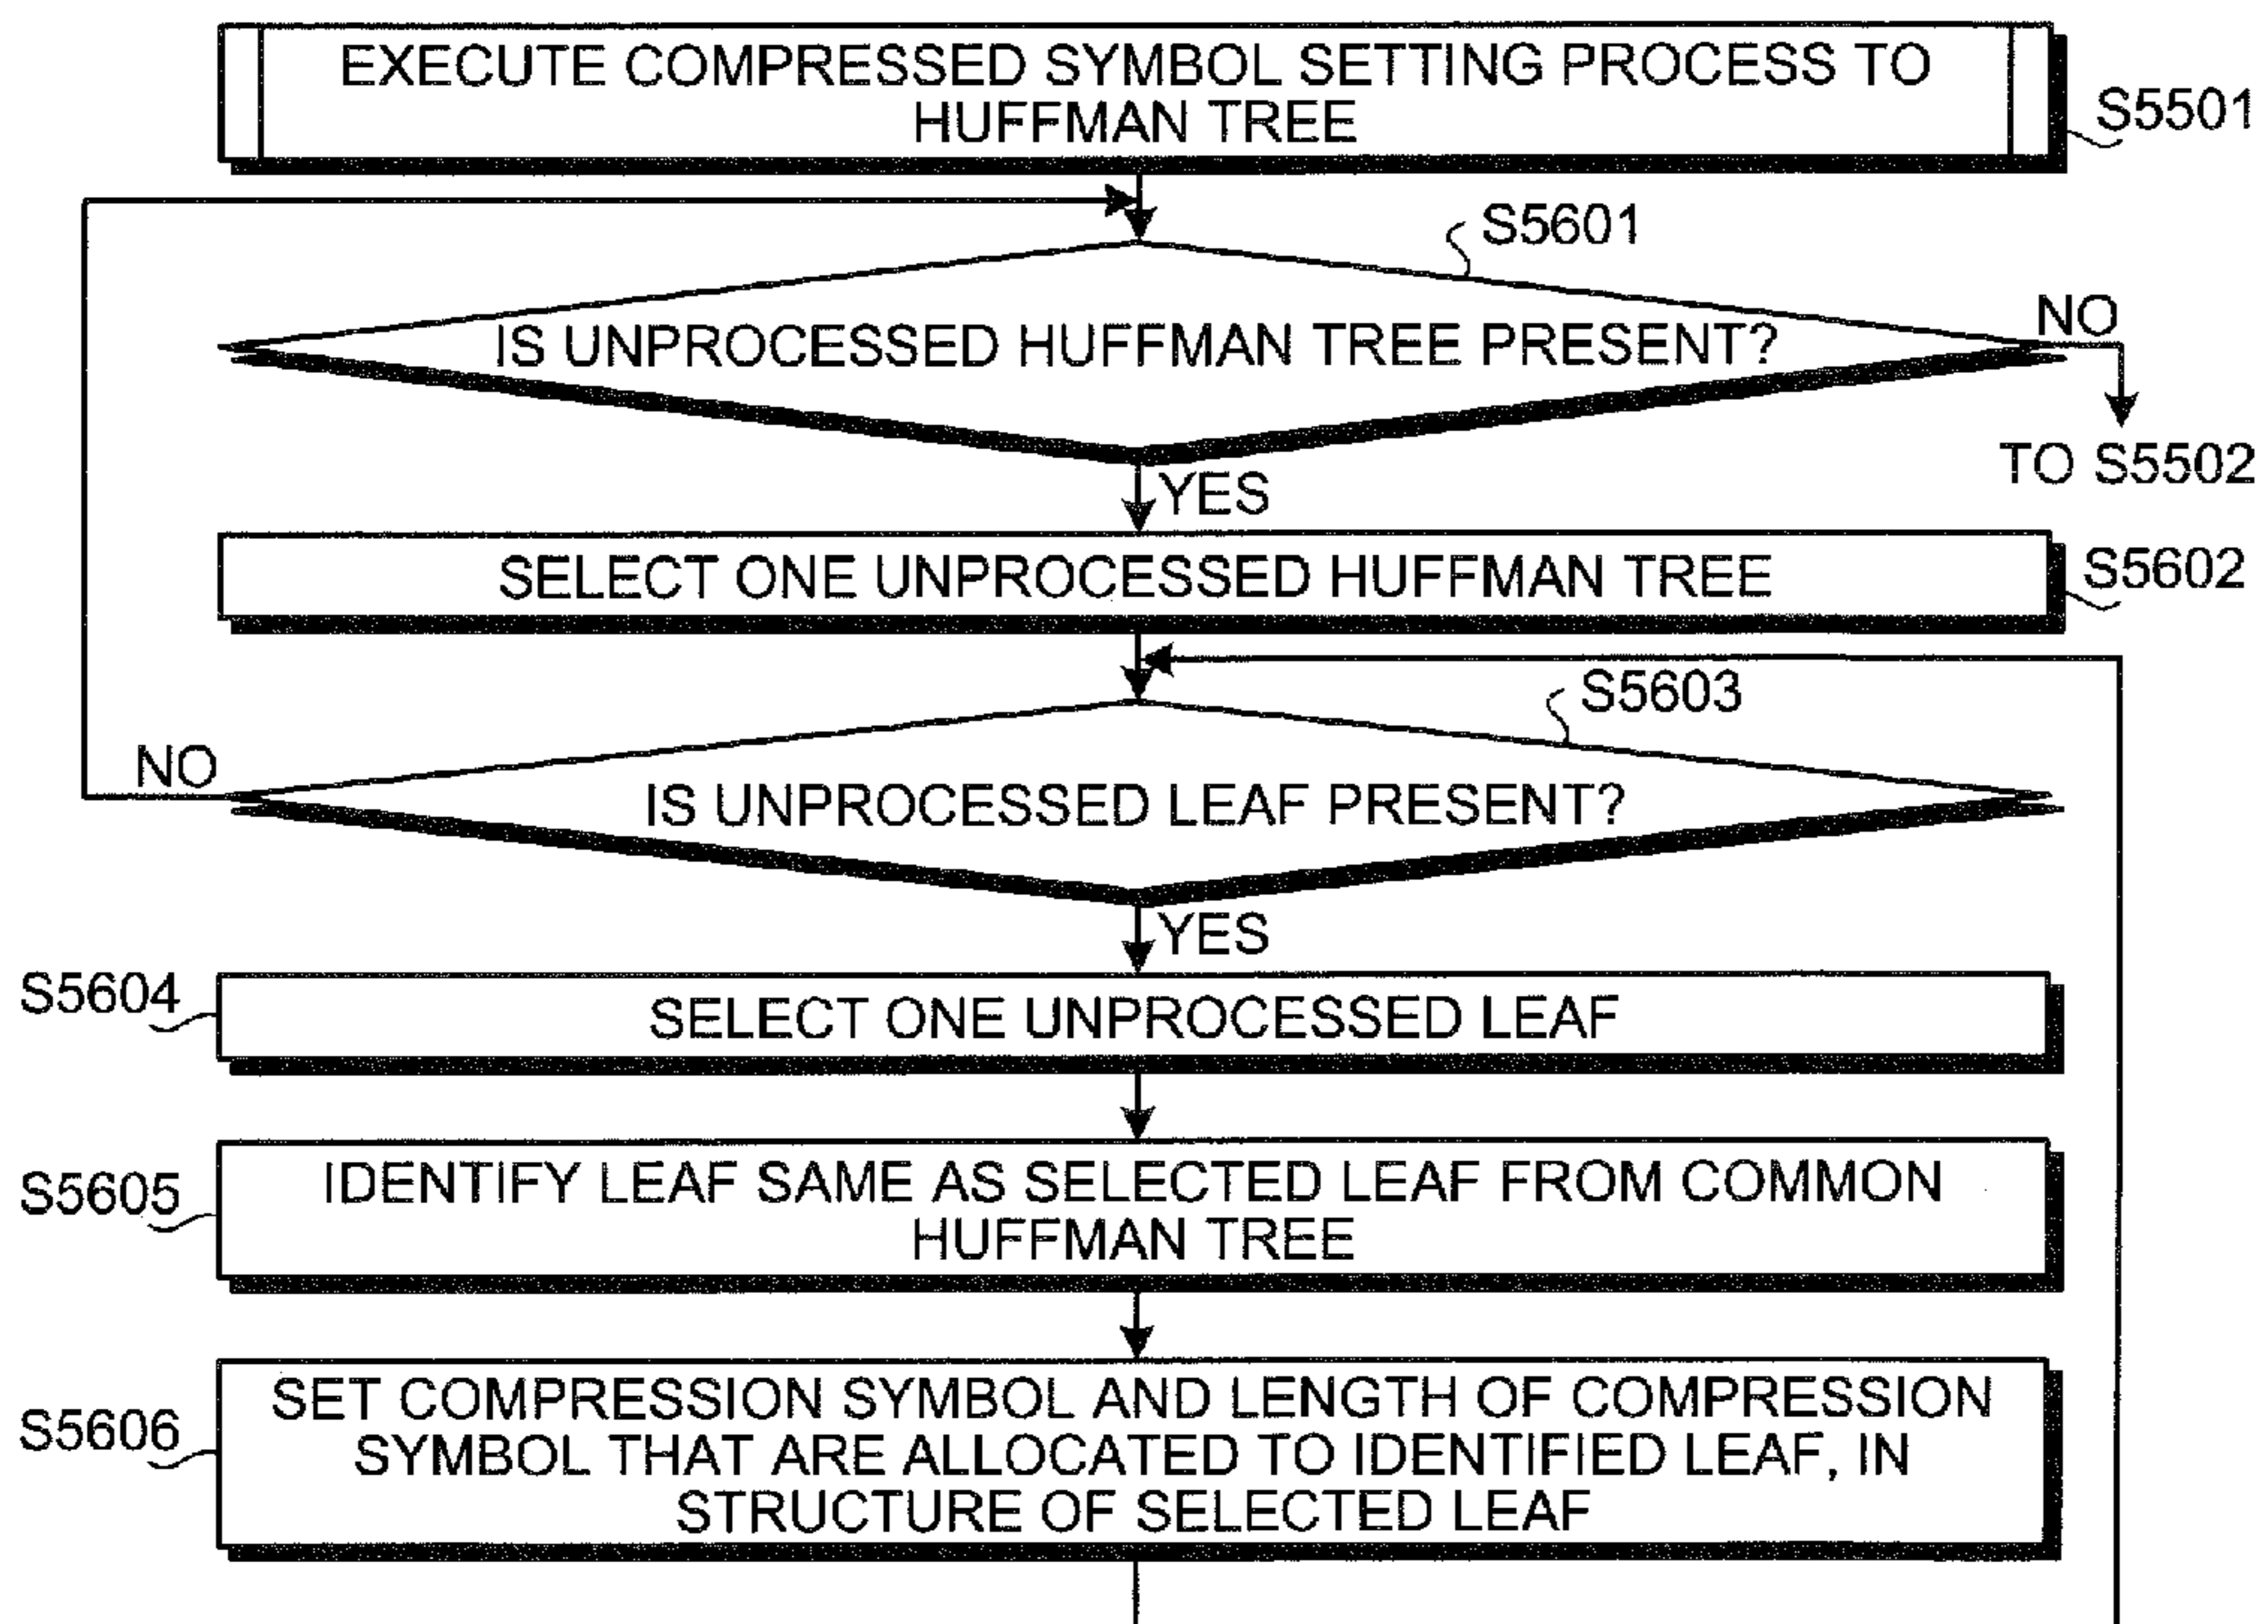 EXECUTE COMPRESSED SYMBOL SETTING PROCESS TO
HUFFMAN TREE
S5501
S5601
IS UNPROCESSED HUFFMAN TREE PRESENT?
NO
TO S5502
YES
SELECT ONE UNPROCESSED HUFFMAN TREE
S5602
S5603
NO
IS UNPROCESSED LEAF PRESENT?
YES
S5604
SELECT ONE UNPROCESSED LEAF
S5605
IDENTIFY LEAF SAME AS SELECTED LEAF FROM COMMON
HUFFMAN TREE
S5606
SET COMPRESSION SYMBOL AND LENGTH OF COMPRESSION
SYMBOL THAT ARE ALLOCATED TO IDENTIFIED LEAF, IN
STRUCTURE OF SELECTED LEAF